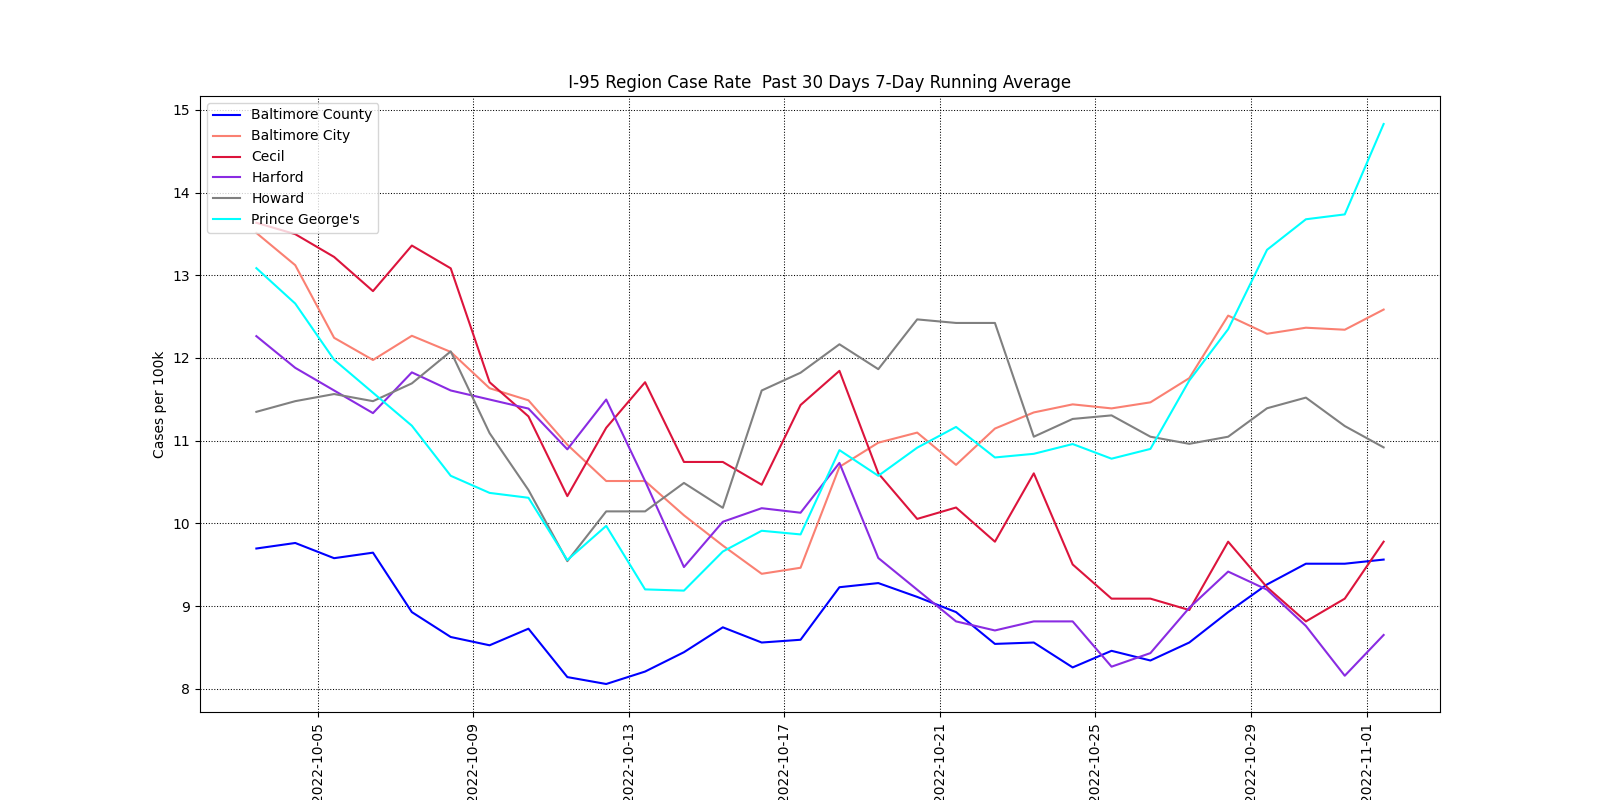 I-95 Region Case Rate  Past 30 Days 7-Day Running Average
Cases per 100k
15
14
13
12
11
10
9
8
Baltimore County
Baltimore City
Cecil
Harford
Howard
Prince George's
2022-10-05
2022-10-09
2022-10-13
2022-10-17
2022-10-21
2022-10-25
2022-10-29
2022-11-01